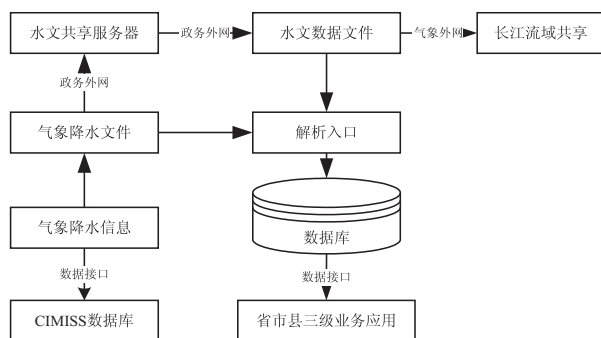 水文共享服务器
政务外网
水文数据文件
气象外网
长江流域共享
政务外网
气象降水文件
解析入口
气象降水信息
数据库
数据接口
数据接口
CIMISS数据库
省市县三级业务应用